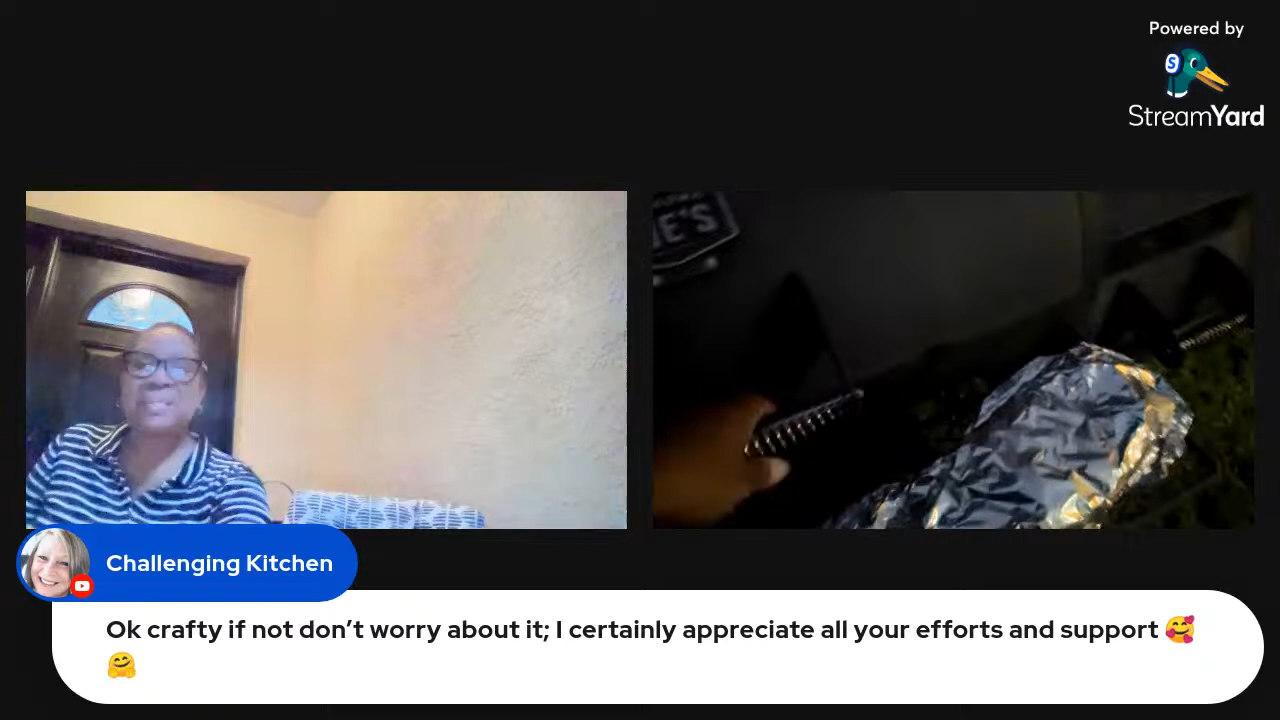 Powered by
S
StreamYard
IE'S
Challenging Kitchen
Ok crafty if not don’t worry about it; I certainly appreciate all your efforts and support 🥰
🤗